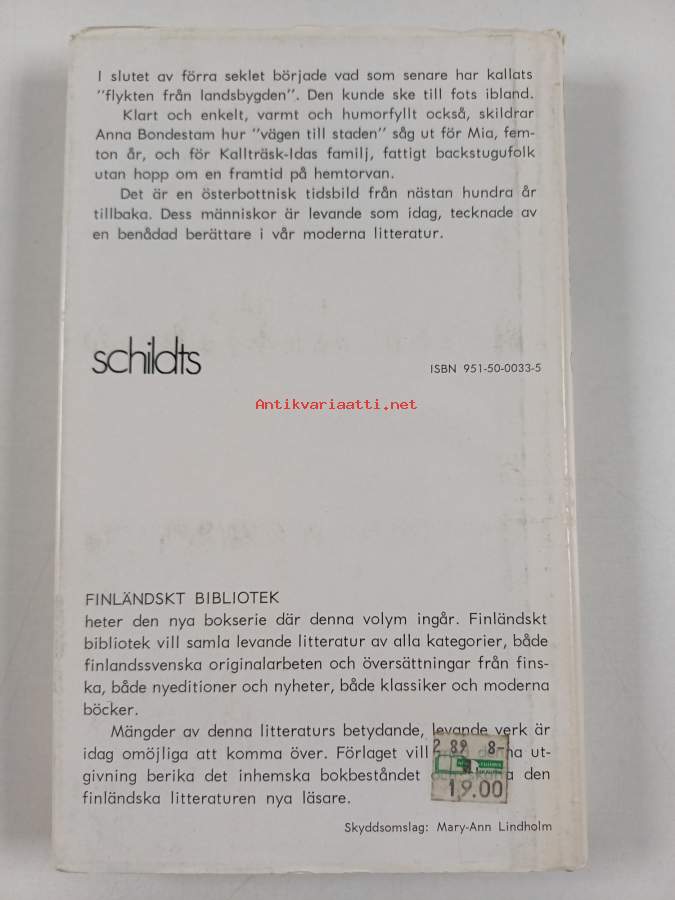 I slutet av förra seklet började vad som senare har kallats
"flykten från landsbygden". Den kunde ske till fots ibland.
Klart och enkelt, varmt och humorfyllt också, skildrar
Anna Bondestam hur "vägen till staden" såg ut för Mia, fem-
ton år, och för Kallträsk-Idas familj, fattigt backstugufolk
utan hopp om en framtid på hemtorvan.
Det är en österbottnisk tidsbild från nästan hundra år
tillbaka. Dess människor är levande som idag, tecknade av
en benådad berättare i vår moderna litteratur.
schildts
ISBN 951-50-0033-5
Antikvariaatti.net
FINLÄNDSKT BIBLIOTEK
heter den nya bokserie där denna volym ingår. Finländskt
bibliotek vill samla levande litteratur av alla kategorier, både
finlandssvenska originalarbeten och översättningar från fins-
ka, både nyeditioner och nyheter, både klassiker och moderna
böcker.
Mängder av denna litteraturs betydande, levande verk är
idag omöjliga att komma över. Förlaget vill denna ut-
givning berika det inhemska bokbeståndet den
finländska litteraturen nya läsare.
2 89 8-
19.00
Skyddsomslag: Mary-Ann Lindholm